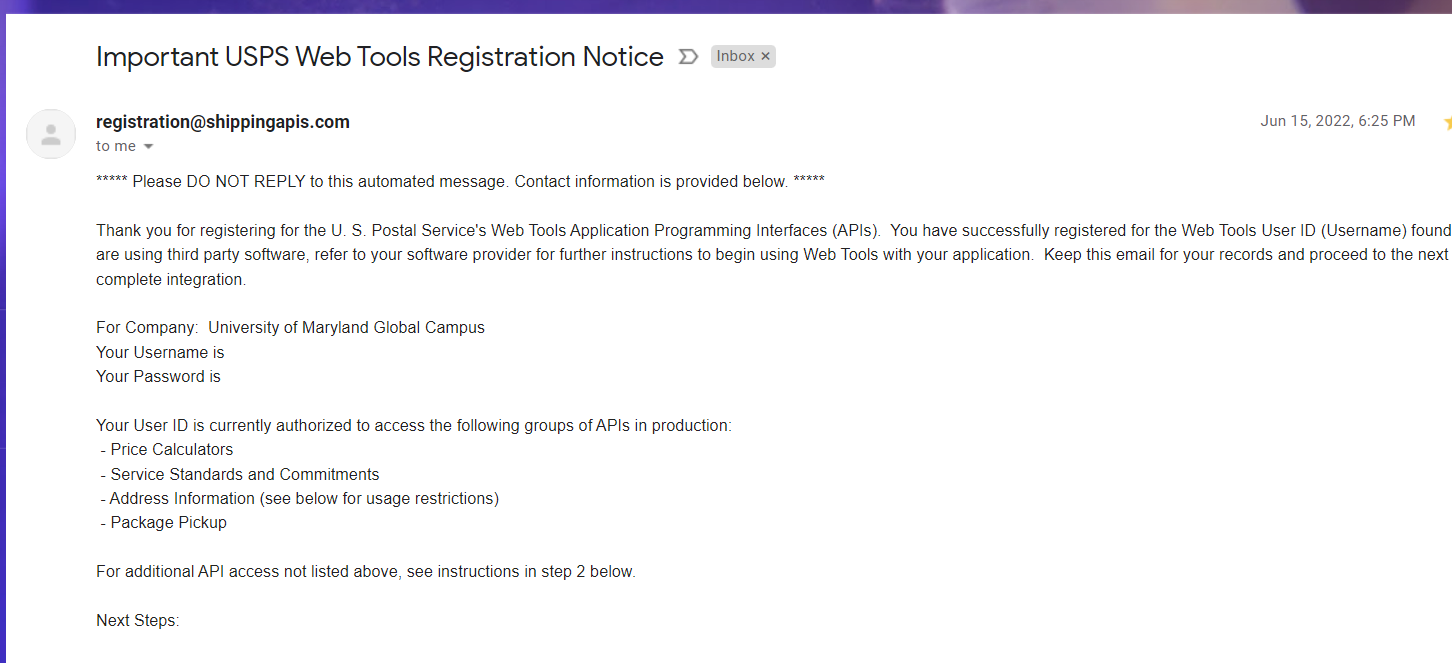 Important USPS Web Tools Registration Notice
Inbox ×
registration@shippingapis.com
Jun 15, 2022, 6:25 PM
to me
***** Please DO NOT REPLY to this automated message. Contact information is provided below. *****
Thank you for registering for the U. S. Postal Service's Web Tools Application Programming Interfaces (APIs).  You have successfully registered for the Web Tools User ID (Username) found
are using third party software, refer to your software provider for further instructions to begin using Web Tools with your application.  Keep this email for your records and proceed to the next
complete integration.
For Company:  University of Maryland Global Campus
Your Username is
Your Password is
Your User ID is currently authorized to access the following groups of APIs in production:
- Price Calculators
- Service Standards and Commitments
- Address Information (see below for usage restrictions)
- Package Pickup
For additional API access not listed above, see instructions in step 2 below.
Next Steps: